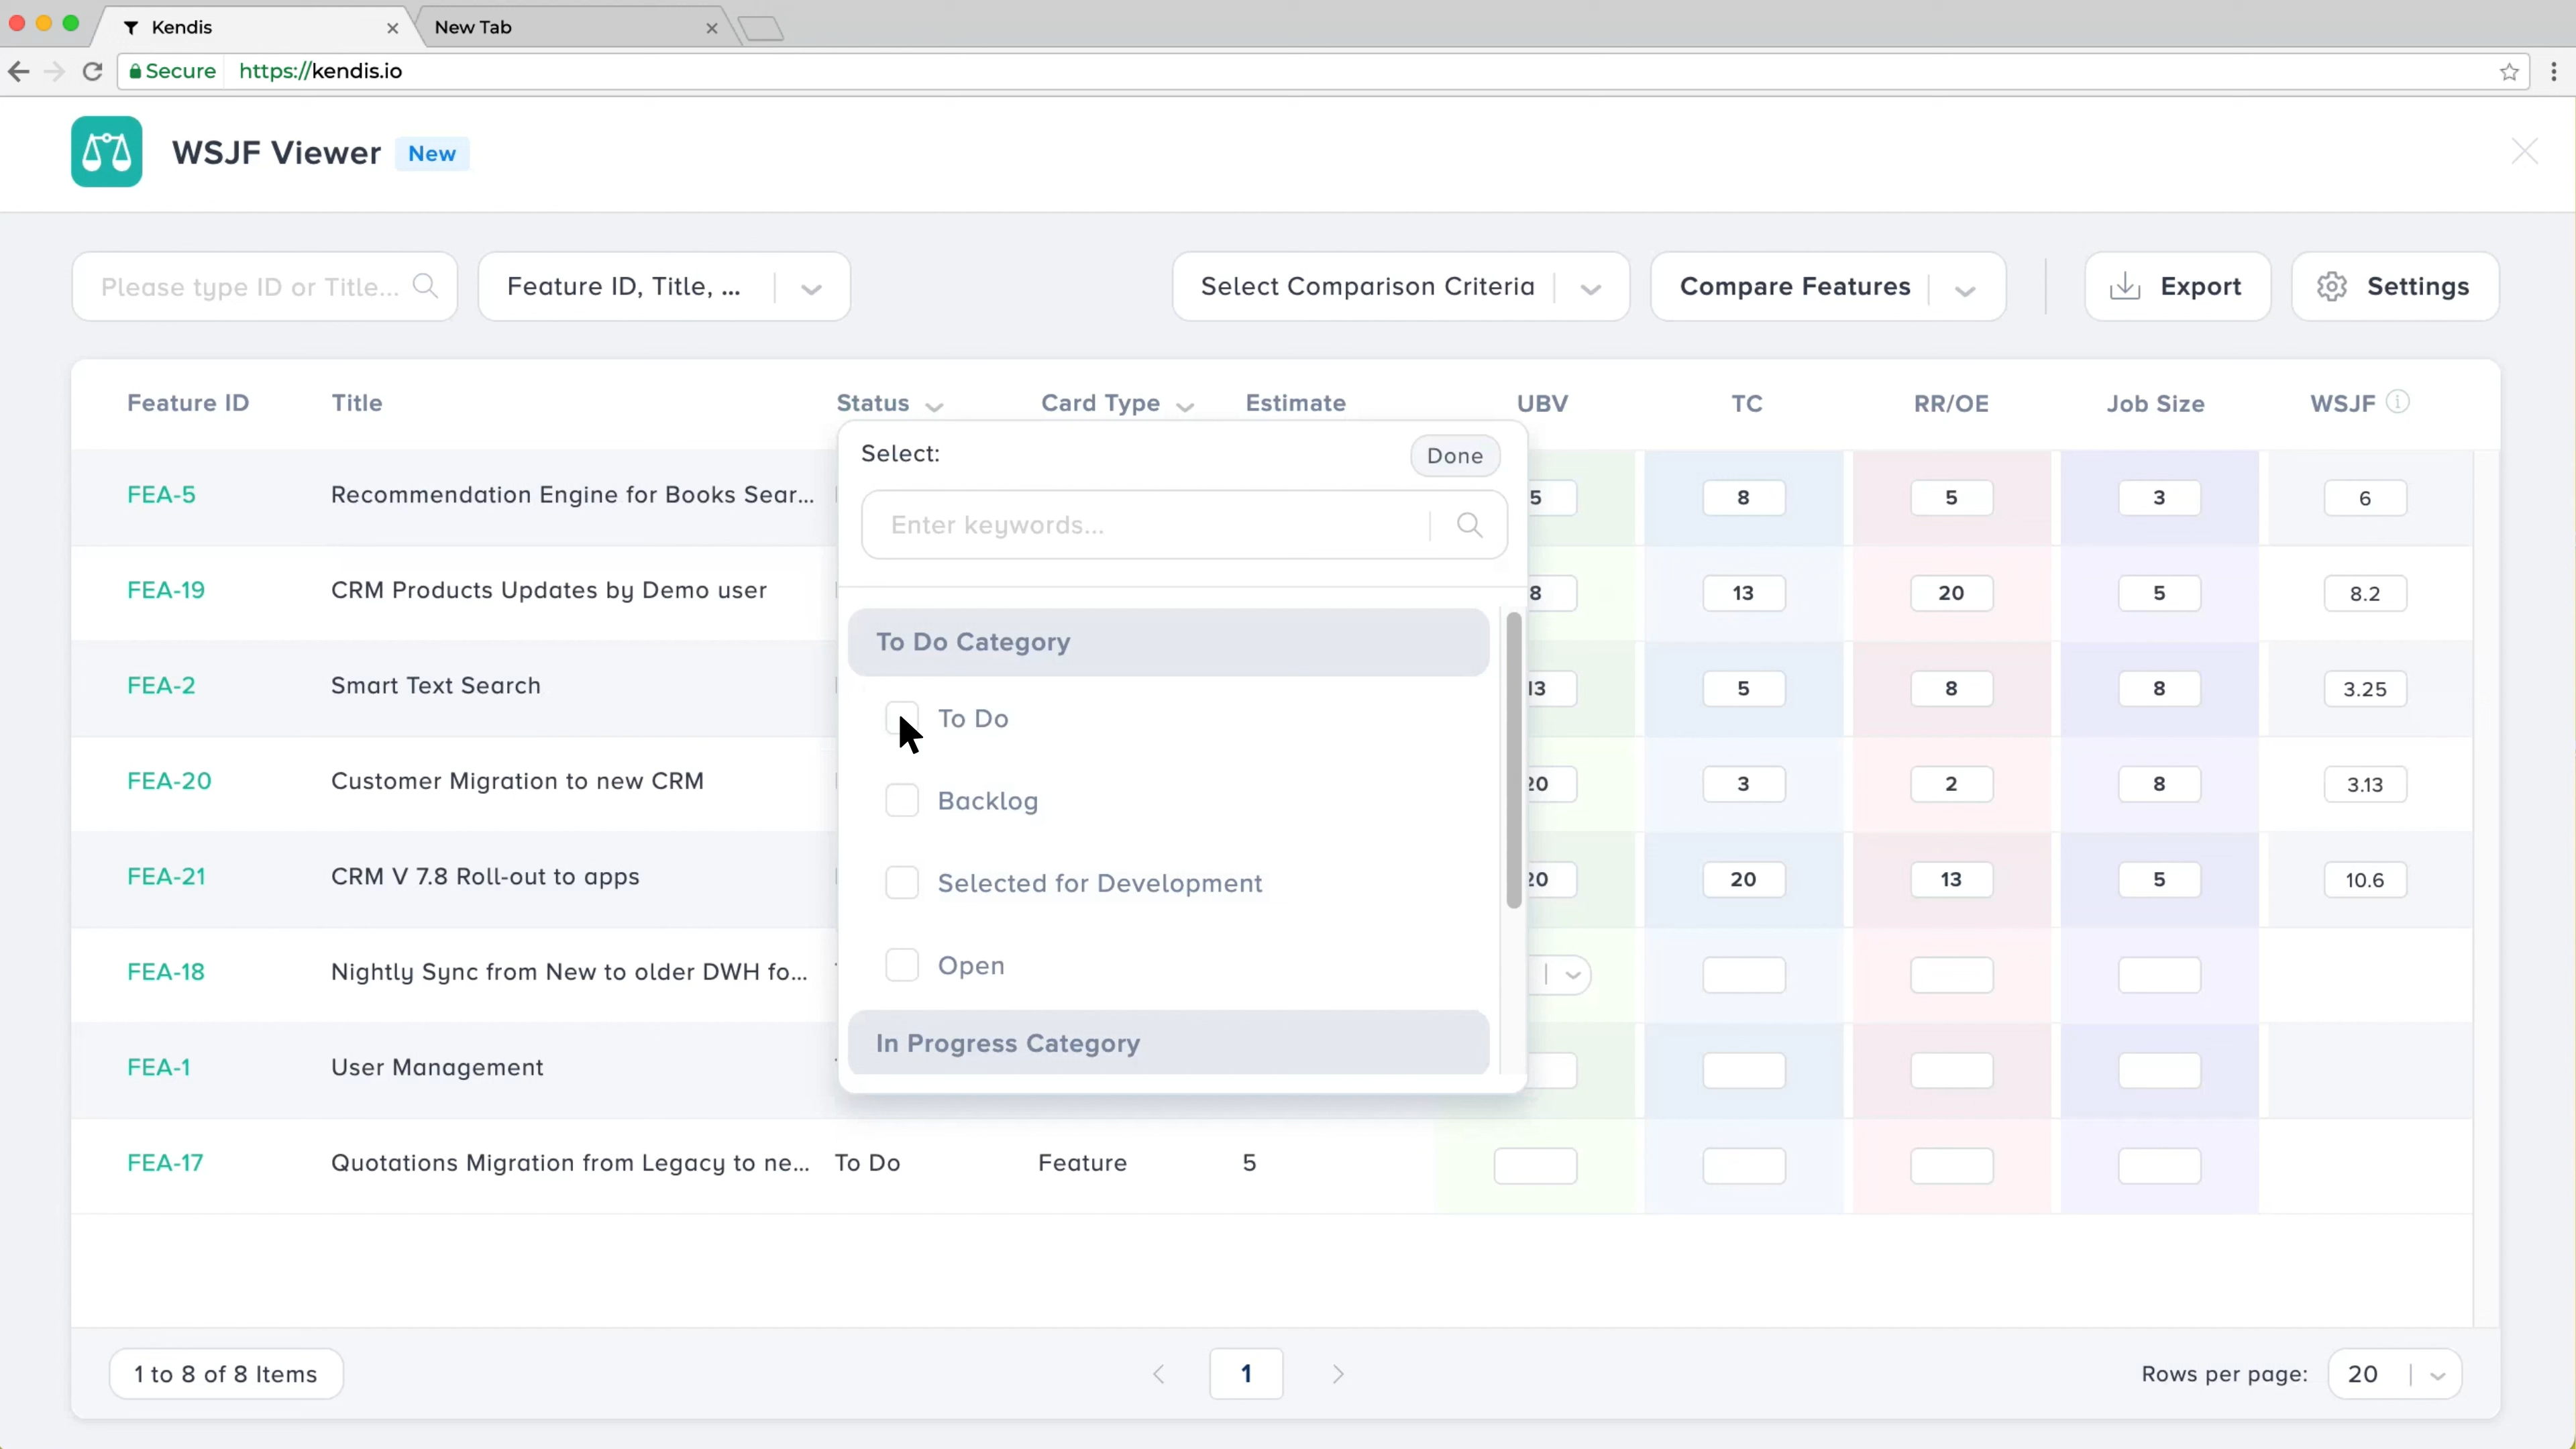 Kendis
New Tab
Secure https://kendis.io
WSJF Viewer New
Please type ID or Title...
Feature ID, Title, ...
Select Comparison Criteria
Compare Features
Export
Settings
Feature ID Title Status Card Type Estimate UBV TC RR/OE Job Size WSJF
Select:
Done
Enter keywords...
To Do Category
To Do
Backlog
Selected for Development
Open
In Progress Category
FEA-5 Recommendation Engine for Books Sear... 5 8 5 3 6
FEA-19 CRM Products Updates by Demo user 8 13 20 5 8.2
FEA-2 Smart Text Search 13 5 8 8 3.25
FEA-20 Customer Migration to new CRM 20 3 2 8 3.13
FEA-21 CRM V 7.8 Roll-out to apps 20 20 13 5 10.6
FEA-18 Nightly Sync from New to older DWH fo...
FEA-1 User Management
FEA-17 Quotations Migration from Legacy to ne... To Do Feature 5
1 to 8 of 8 Items
1
Rows per page: 20